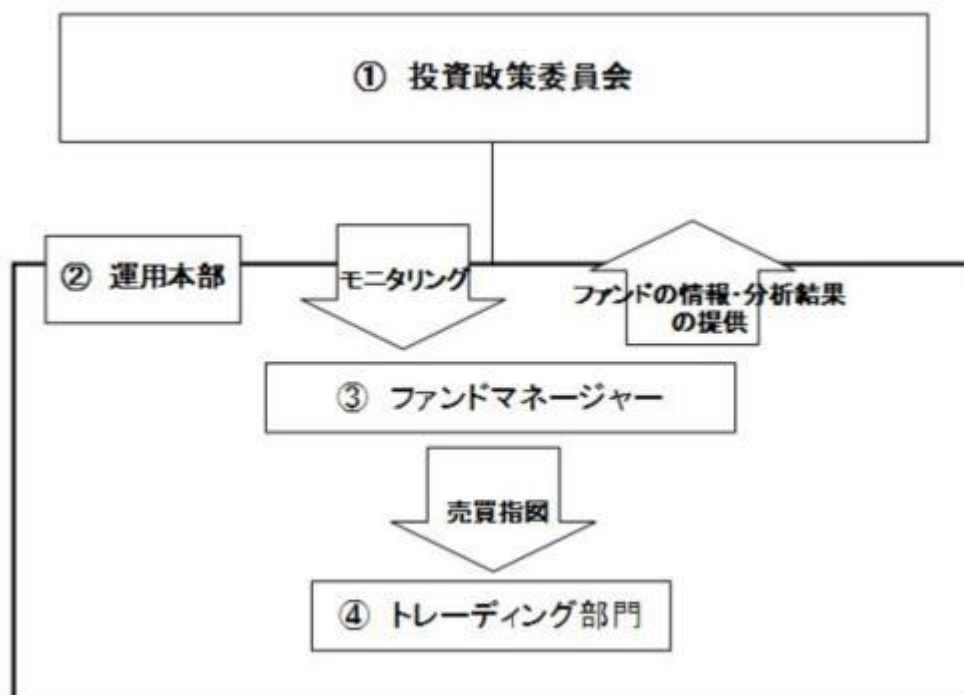 ① 投資政策委員会
② 運用本部
モニタリング
ファンドの情報・分析結果
の提供
③ ファンドマネージャー
売買指図
④ トレーディング部門